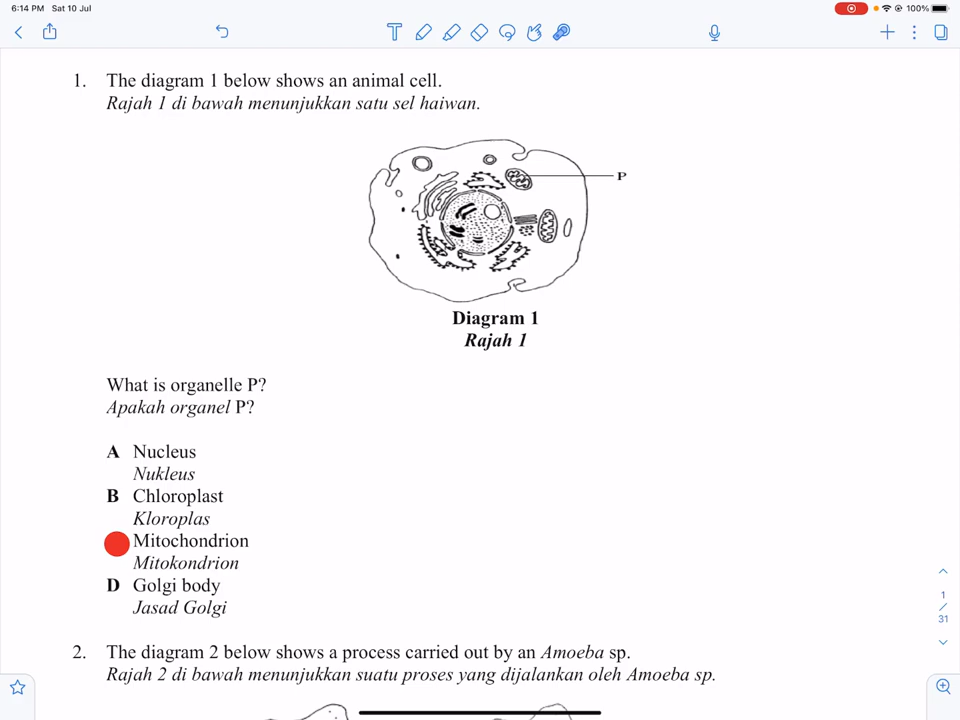 6:14 PM Sat 10 Jul
100%
1. The diagram 1 below shows an animal cell.
Rajah 1 di bawah menunjukkan satu sel haiwan.
P
Diagram 1
Rajah 1
What is organelle P?
Apakah organel P?
A Nucleus
Nukleus
B Chloroplast
Kloroplas
Mitochondrion
Mitokondrion
D Golgi body
Jasad Golgi
1
/
31
2. The diagram 2 below shows a process carried out by an Amoeba sp.
Rajah 2 di bawah menunjukkan suatu proses yang dijalankan oleh Amoeba sp.